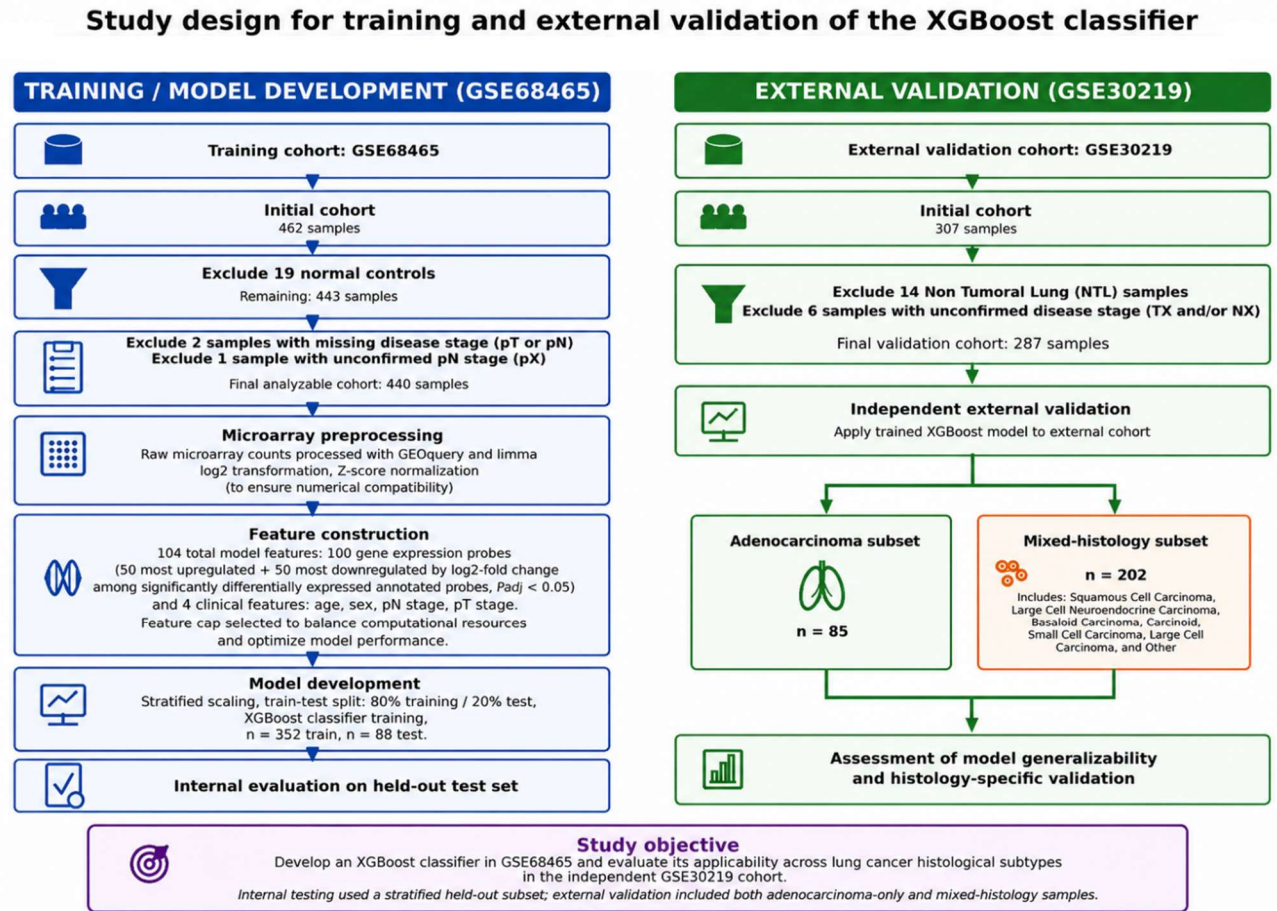 Study design for training and external validation of the XGBoost classifier
TRAINING / MODEL DEVELOPMENT (GSE68465)
Training cohort: GSE68465
Initial cohort
462 samples
Exclude 19 normal controls
Remaining: 443 samples
Exclude 2 samples with missing disease stage (pT or pN)
Exclude 1 sample with unconfirmed pN stage (pX)
Final analyzable cohort: 440 samples
Microarray preprocessing
Raw microarray counts processed with GEOquery and limma
log2 transformation, Z-score normalization
(to ensure numerical compatibility)
Feature construction
104 total model features: 100 gene expression probes
(50 most upregulated + 50 most downregulated by log2-fold change
among significantly differentially expressed annotated probes, Padj < 0.05)
and 4 clinical features: age, sex, pN stage, pT stage.
Feature cap selected to balance computational resources
and optimize model performance.
Model development
Stratified scaling, train-test split: 80% training / 20% test,
XGBoost classifier training,
n = 352 train, n = 88 test.
Internal evaluation on held-out test set
EXTERNAL VALIDATION (GSE30219)
External validation cohort: GSE30219
Initial cohort
307 samples
Exclude 14 Non Tumoral Lung (NTL) samples
Exclude 6 samples with unconfirmed disease stage (TX and/or NX)
Final validation cohort: 287 samples
Independent external validation
Apply trained XGBoost model to external cohort
Adenocarcinoma subset
n = 85
Mixed-histology subset
n = 202
Includes: Squamous Cell Carcinoma,
Large Cell Neuroendocrine Carcinoma,
Basaloid Carcinoma, Carcinoid,
Small Cell Carcinoma, Large Cell
Carcinoma, and Other
Assessment of model generalizability
and histology-specific validation
Study objective
Develop an XGBoost classifier in GSE68465 and evaluate its applicability across lung cancer histological subtypes
in the independent GSE30219 cohort.
Internal testing used a stratified held-out subset; external validation included both adenocarcinoma-only and mixed-histology samples.